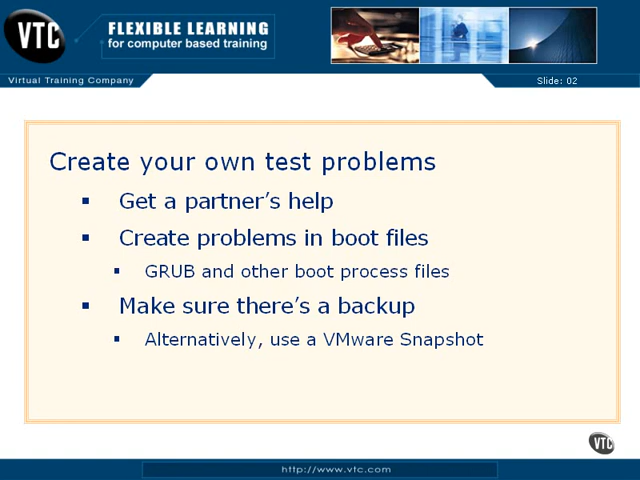 VTC
FLEXIBLE LEARNING
for computer based training
Virtual Training Company
Slide: 02
Create your own test problems
▪ Get a partner’s help
▪ Create problems in boot files
▪ GRUB and other boot process files
▪ Make sure there’s a backup
▪ Alternatively, use a VMware Snapshot
VTC
http://www.vtc.com